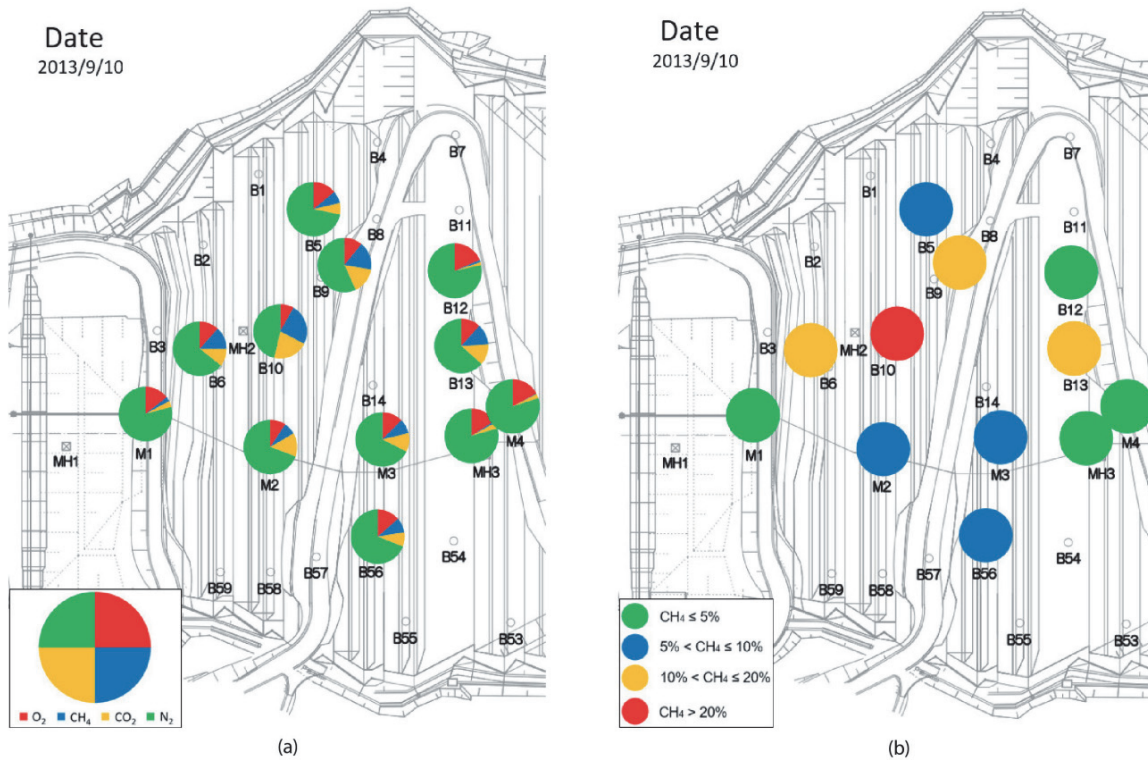 Date
2013/9/10
B4
B7
B1
B5
B8
B11
B2
B9
B12
B3
MH2
B6
B10
B13
B14
M4
M1
MH1
M2
M3
MH3
B54
B57
B56
B59
B58
B55
B53
O₂ CH₄ CO₂ N₂
(a)
Date
2013/9/10
B4
B7
B1
B5
B8
B11
B2
B9
B12
B3
MH2
B6
B10
B13
B14
M4
M1
MH1
M2
M3
MH3
B54
B57
B56
B59
B58
B55
B53
CH₄ ≤ 5%
5% < CH₄ ≤ 10%
10% < CH₄ ≤ 20%
CH₄ > 20%
(b)